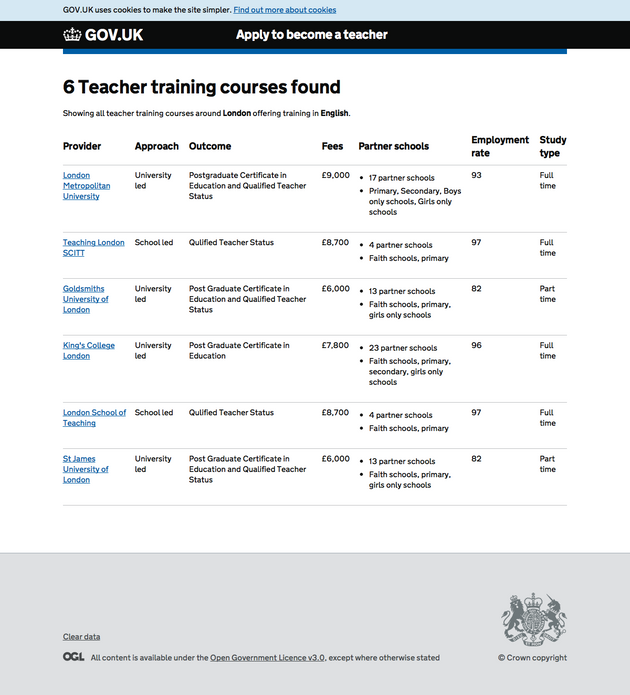 GOV.UK uses cookies to make the site simpler. Find out more about cookies
GOV.UK
Apply to become a teacher
6 Teacher training courses found
Showing all teacher training courses around London offering training in English.
Provider Approach Outcome Fees Partner schools Employment rate Study type
London Metropolitan University
University led
Postgraduate Certificate in Education and Qualified Teacher Status
£9,000
17 partner schools
Primary, Secondary, Boys only schools, Girls only schools
93
Full time
Teaching London SCITT
School led
Qulified Teacher Status
£8,700
4 partner schools
Faith schools, primary
97
Full time
Goldsmiths University of London
University led
Post Graduate Certificate in Education and Qualified Teacher Status
£6,000
13 partner schools
Faith schools, primary, girls only schools
82
Part time
King's College London
University led
Post Graduate Certificate in Education
£7,800
23 partner schools
Faith schools, primary, secondary, girls only schools
96
Full time
London School of Teaching
School led
Qulified Teacher Status
£8,700
4 partner schools
Faith schools, primary
97
Full time
St James University of London
University led
Post Graduate Certificate in Education and Qualified Teacher Status
£6,000
13 partner schools
Faith schools, primary, girls only schools
82
Part time
Clear data
OGL All content is available under the Open Government Licence v3.0, except where otherwise stated
© Crown copyright